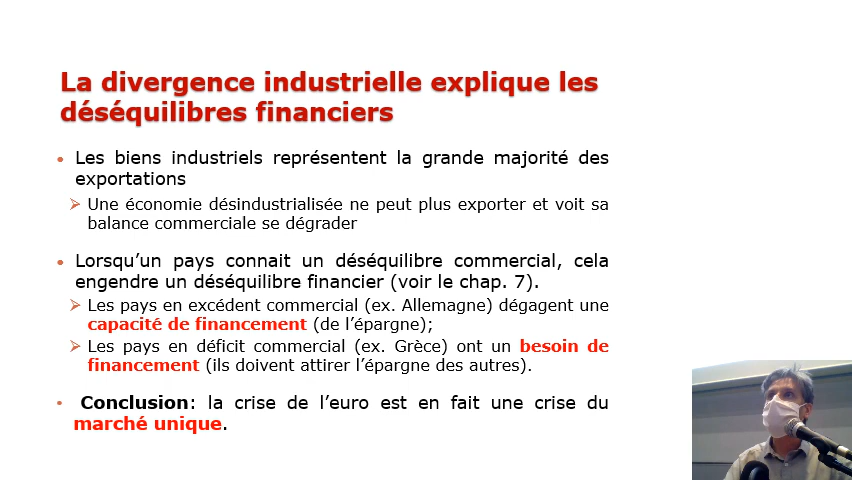 La divergence industrielle explique les
déséquilibres financiers
• Les biens industriels représentent la grande majorité des
exportations
➢ Une économie désindustrialisée ne peut plus exporter et voit sa
balance commerciale se dégrader
• Lorsqu’un pays connait un déséquilibre commercial, cela
engendre un déséquilibre financier (voir le chap. 7).
➢ Les pays en excédent commercial (ex. Allemagne) dégagent une
capacité de financement (de l’épargne);
➢ Les pays en déficit commercial (ex. Grèce) ont un besoin de
financement (ils doivent attirer l’épargne des autres).
• Conclusion: la crise de l’euro est en fait une crise du
marché unique.